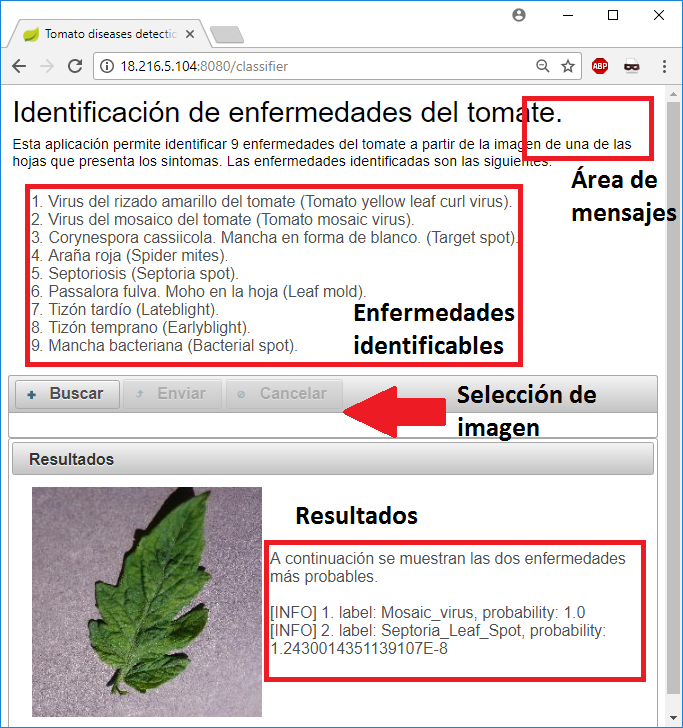 Tomato diseases detectic
18.216.5.104:8080/classifier
ABP
Identificación de enfermedades del tomate.
Esta aplicación permite identificar 9 enfermedades del tomate a partir de la imagen de una de las
hojas que presenta los síntomas. Las enfermedades identificadas son las siguiente:
Área de
mensajes
1. Virus del rizado amarillo del tomate (Tomato yellow leaf curl virus).
2. Virus del mosaico del tomate (Tomato mosaic virus).
3. Corynespora cassiicola. Mancha en forma de blanco. (Target spot).
4. Araña roja (Spider mites).
5. Septoriosis (Septoria spot).
6. Passalora fulva. Moho en la hoja (Leaf mold).
7. Tizón tardío (Lateblight).
8. Tizón temprano (Earlyblight).
9. Mancha bacteriana (Bacterial spot).
Enfermedades
identificables
Buscar Enviar Cancelar
Selección de
imagen
Resultados
Resultados
A continuación se muestran las dos enfermedades
más probables.
[INFO] 1. label: Mosaic_virus, probability: 1.0
[INFO] 2. label: Septoria_Leaf_Spot, probability:
1.2430014351139107E-8